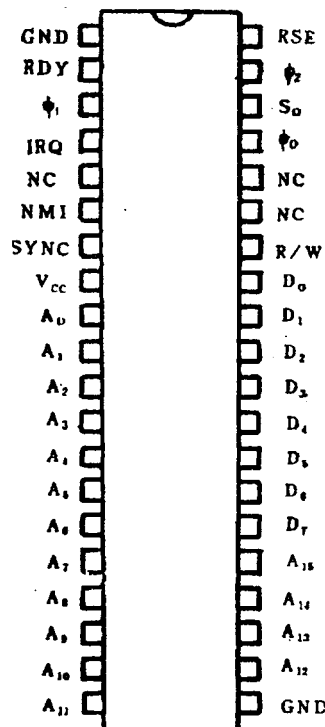 GND RSE
RDY ϕ₂
ϕ₁ S₀
IRQ ϕ₀
NC NC
NMI NC
SYNC R/W
V_CC D₀
A₀ D₁
A₁ D₂
A₂ D₃
A₃ D₄
A₄ D₅
A₅ D₆
A₆ D₇
A₇ A₁₅
A₈ A₁₄
A₉ A₁₃
A₁₀ A₁₂
A₁₁ GND